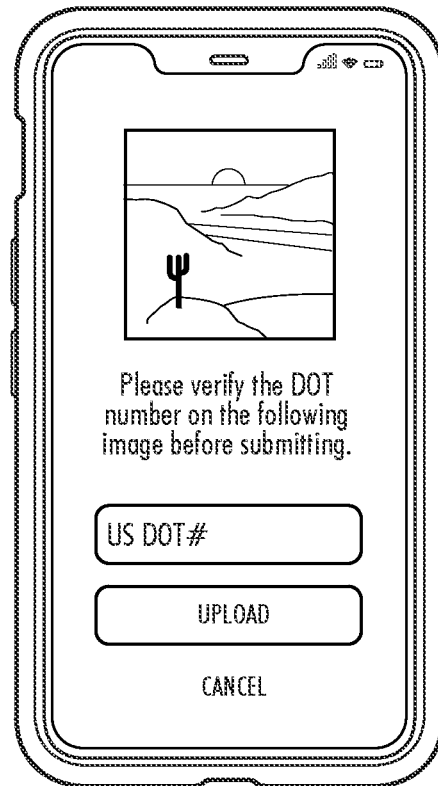 Please verify the DOT
number on the following
image before submitting.
US DOT#
UPLOAD
CANCEL